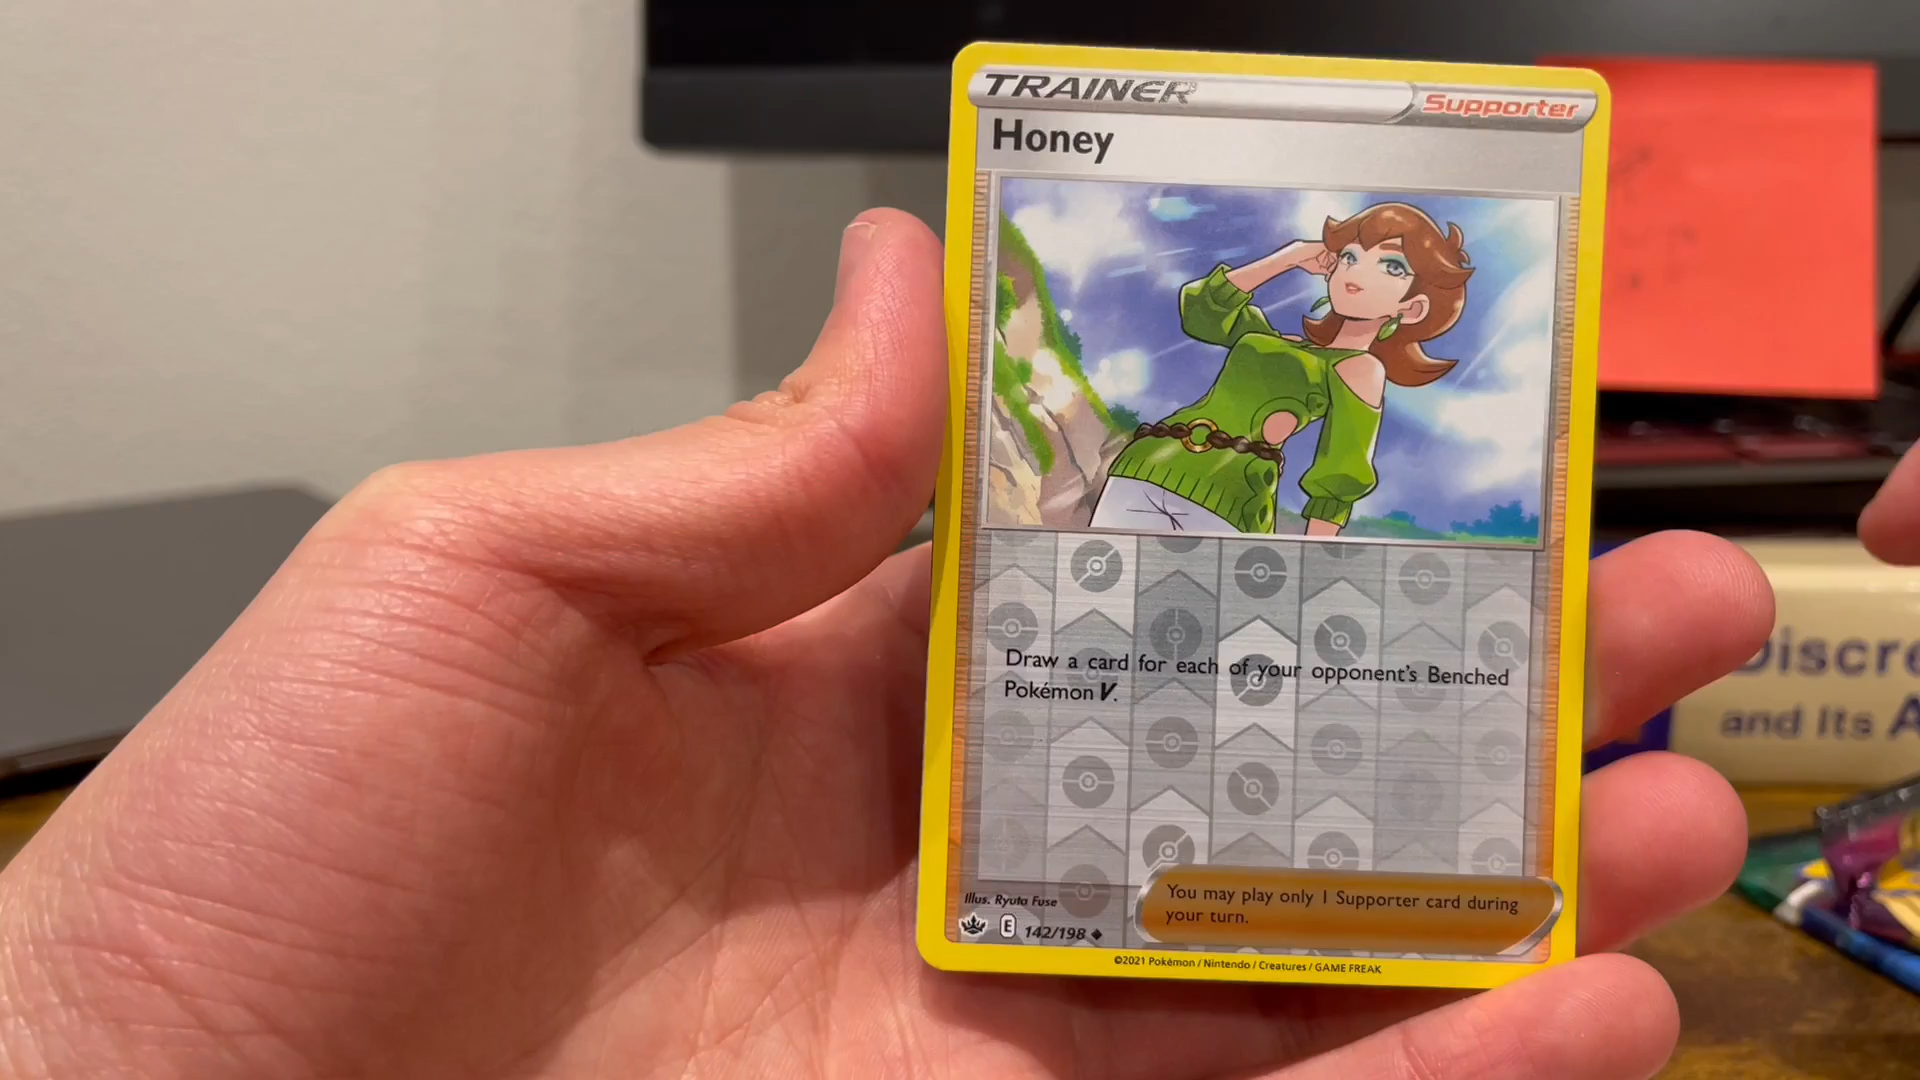 TRAINER
Supporter
Honey
Draw a card for each of your opponent's Benched
Pokémon V.
Illus. Ryuta Fuse
You may play only 1 Supporter card during
your turn.
E 142/198
©2021 Pokémon / Nintendo / Creatures / GAME FREAK
and Its